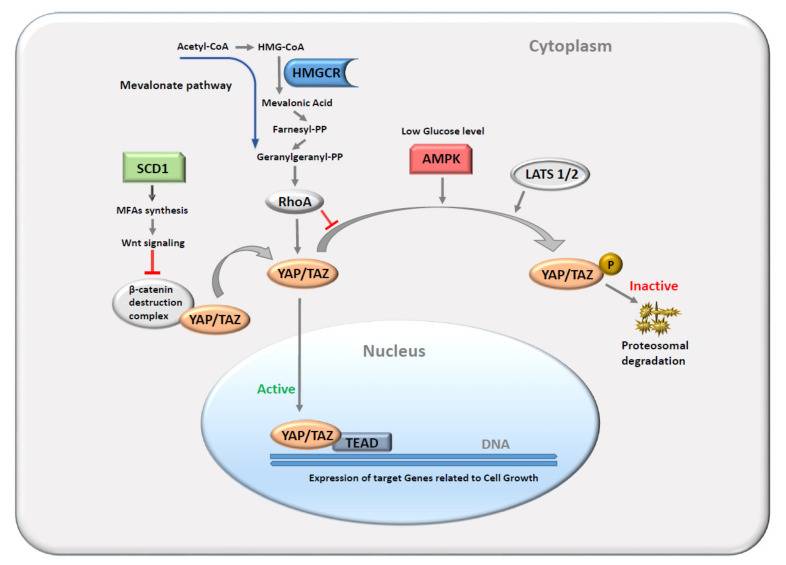 Cytoplasm
Acetyl-CoA
HMG-CoA
HMGCR
Mevalonate pathway
Mevalonic Acid
Farnesyl-PP
Geranylgeranyl-PP
Low Glucose level
AMPK
LATS 1/2
SCD1
MFAs synthesis
Wnt signaling
RhoA
YAP/TAZ
YAP/TAZ
P
Inactive
β-catenin
destruction
complex
YAP/TAZ
Proteosomal
degradation
Nucleus
Active
YAP/TAZ
TEAD
DNA
Expression of target Genes related to Cell Growth